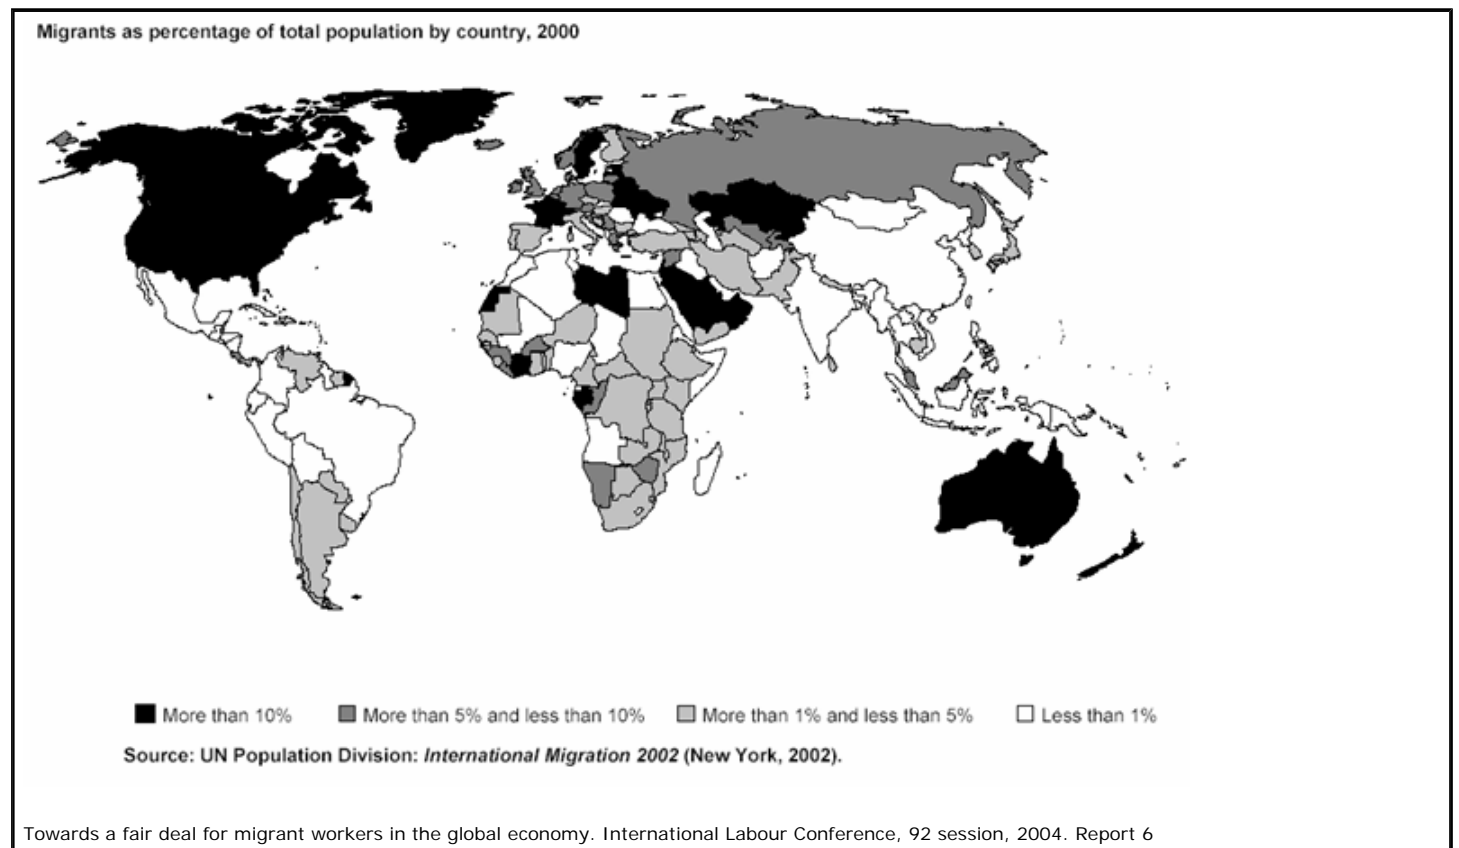 Migrants as percentage of total population by country, 2000
More than 10% More than 5% and less than 10% More than 1% and less than 5% Less than 1%
Source: UN Population Division: International Migration 2002 (New York, 2002).
Towards a fair deal for migrant workers in the global economy. International Labour Conference, 92 session, 2004. Report 6